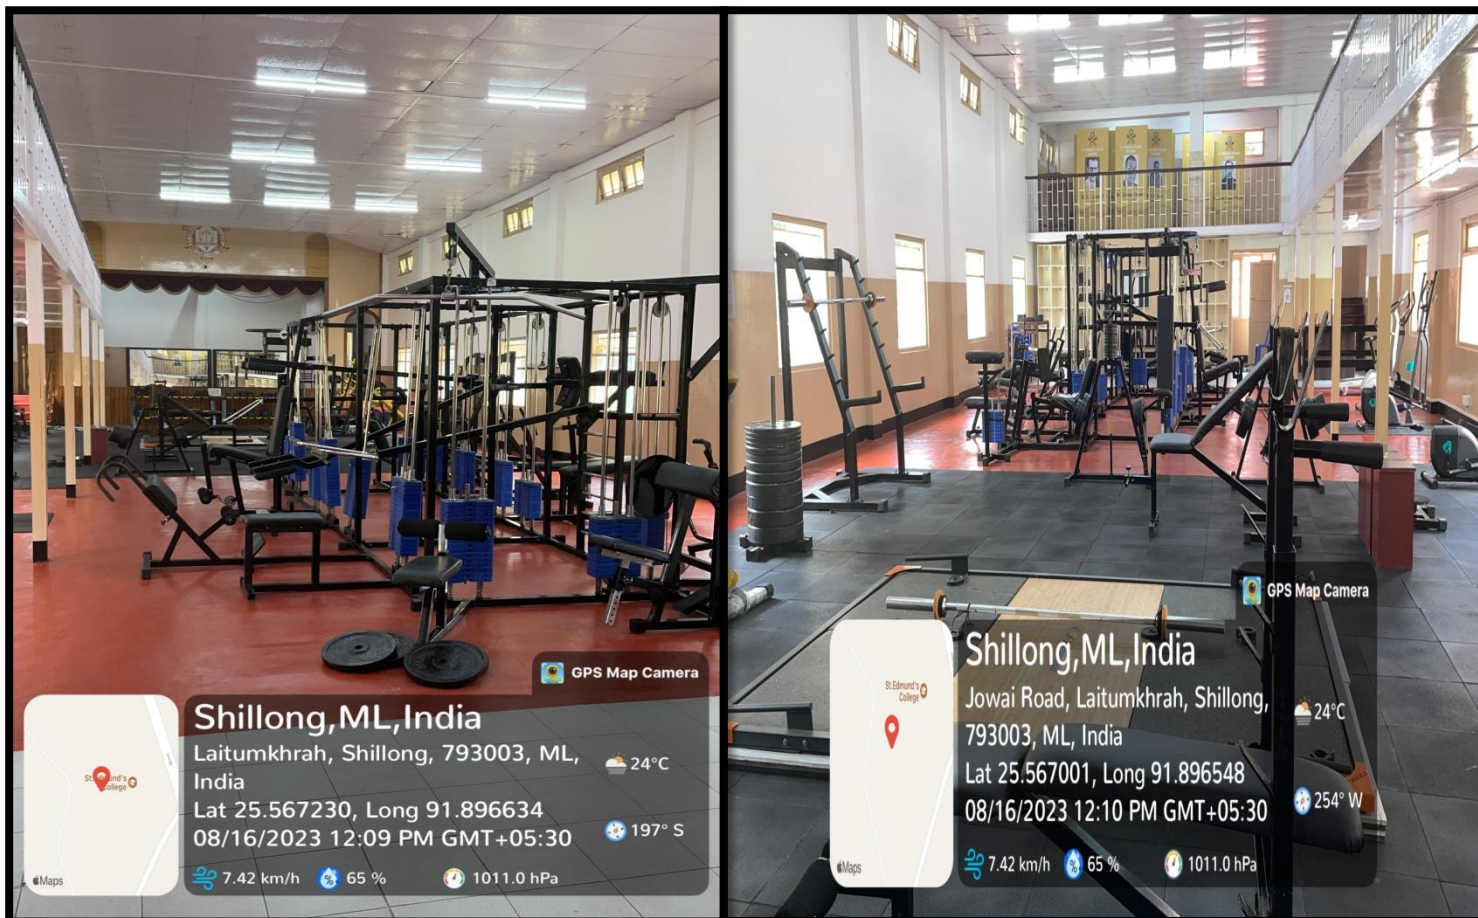 GPS Map Camera
Shillong,ML,India
Laitumkhrah, Shillong, 793003, ML,
India
Lat 25.567230, Long 91.896634
08/16/2023 12:09 PM GMT+05:30
24°C
197° S
7.42 km/h
65 %
1011.0 hPa
St.Edmund's
College
Maps
GPS Map Camera
Shillong,ML,India
Jowai Road, Laitumkhrah, Shillong,
793003, ML, India
Lat 25.567001, Long 91.896548
08/16/2023 12:10 PM GMT+05:30
24°C
254° W
7.42 km/h
65 %
1011.0 hPa
St.Edmund's
College
Maps